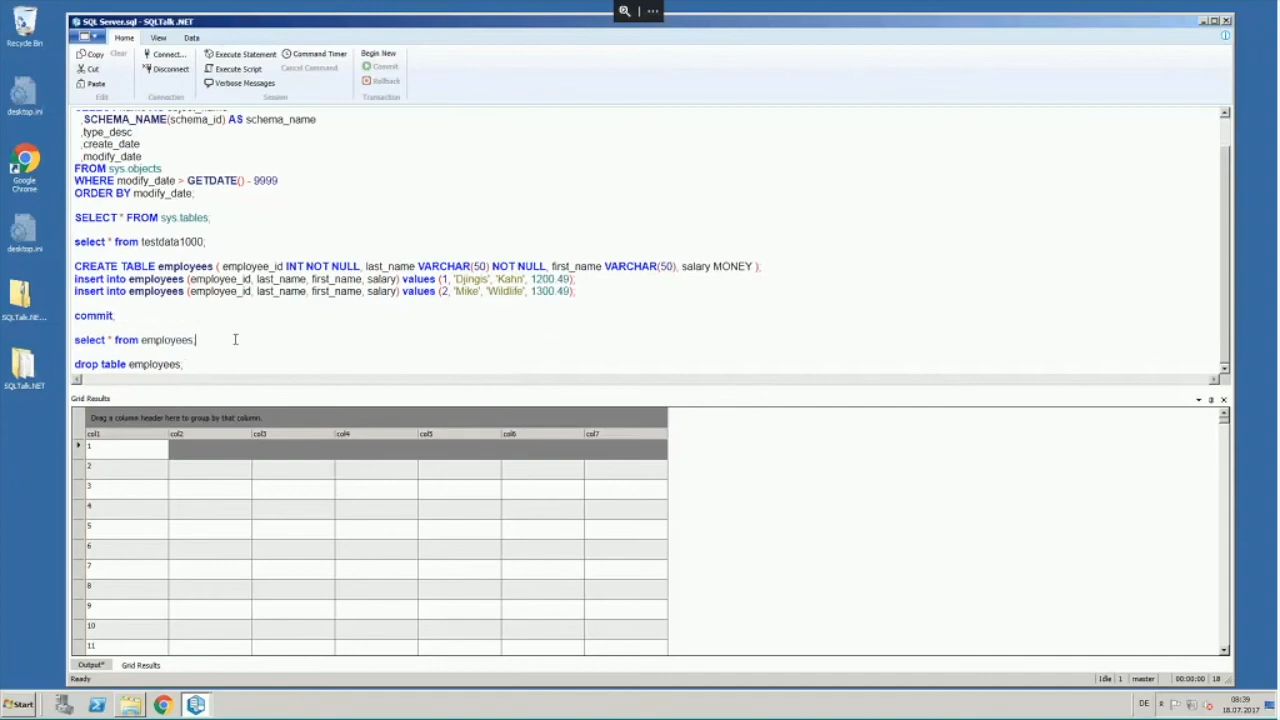 SQL Server.sql - SQLTalk .NET
Home View Data
Copy Clear
Cut
Paste
Edit
Connect...
Disconnect
Connection
Execute Statement Command Timer
Execute Script Cancel Command
Verbose Messages
Session
Begin New
Commit
Rollback
Transaction
,SCHEMA_NAME(schema_id) AS schema_name
,type_desc
,create_date
,modify_date
FROM sys.objects
WHERE modify_date > GETDATE() - 9999
ORDER BY modify_date;
SELECT * FROM sys.tables;
select * from testdata1000;
CREATE TABLE employees ( employee_id INT NOT NULL, last_name VARCHAR(50) NOT NULL, first_name VARCHAR(50), salary MONEY );
insert into employees (employee_id, last_name, first_name, salary) values (1, 'Djingis', 'Kahn', 1200.49);
insert into employees (employee_id, last_name, first_name, salary) values (2, 'Mike', 'Wildlife', 1300.49);
commit;
select * from employees;
drop table employees;
Grid Results
Drag a column header here to group by that column.
col1 col2 col3 col4 col5 col6 col7
1
2
3
4
5
6
7
8
9
10
11
Output* Grid Results
Ready
Idle 1 master 00:00:00 18
Recycle Bin
desktop.ini
Google
Chrome
desktop.ini
SQLTalk.NE...
SQLTalk.NET
Start
DE
08:39
18.07.2017